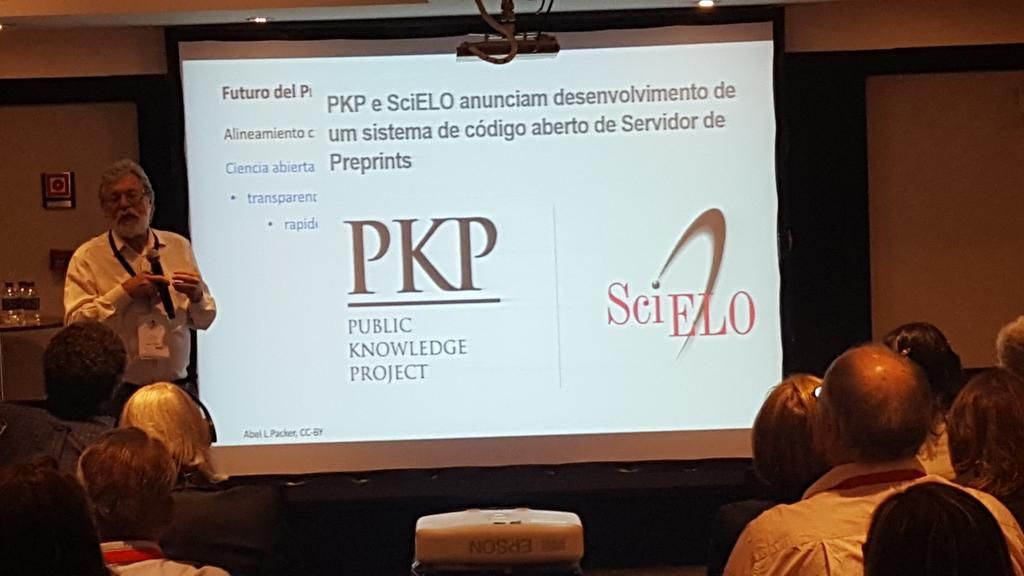 Futuro del P
PKP e SciELO anunciam desenvolvimento de
um sistema de código aberto de Servidor de
Preprints
Alineamiento c
Ciencia abierta
• transparenc
• rapid
PKP
PUBLIC
KNOWLEDGE
PROJECT
SciELO
Abel L Packer, CC-BY
EPSON